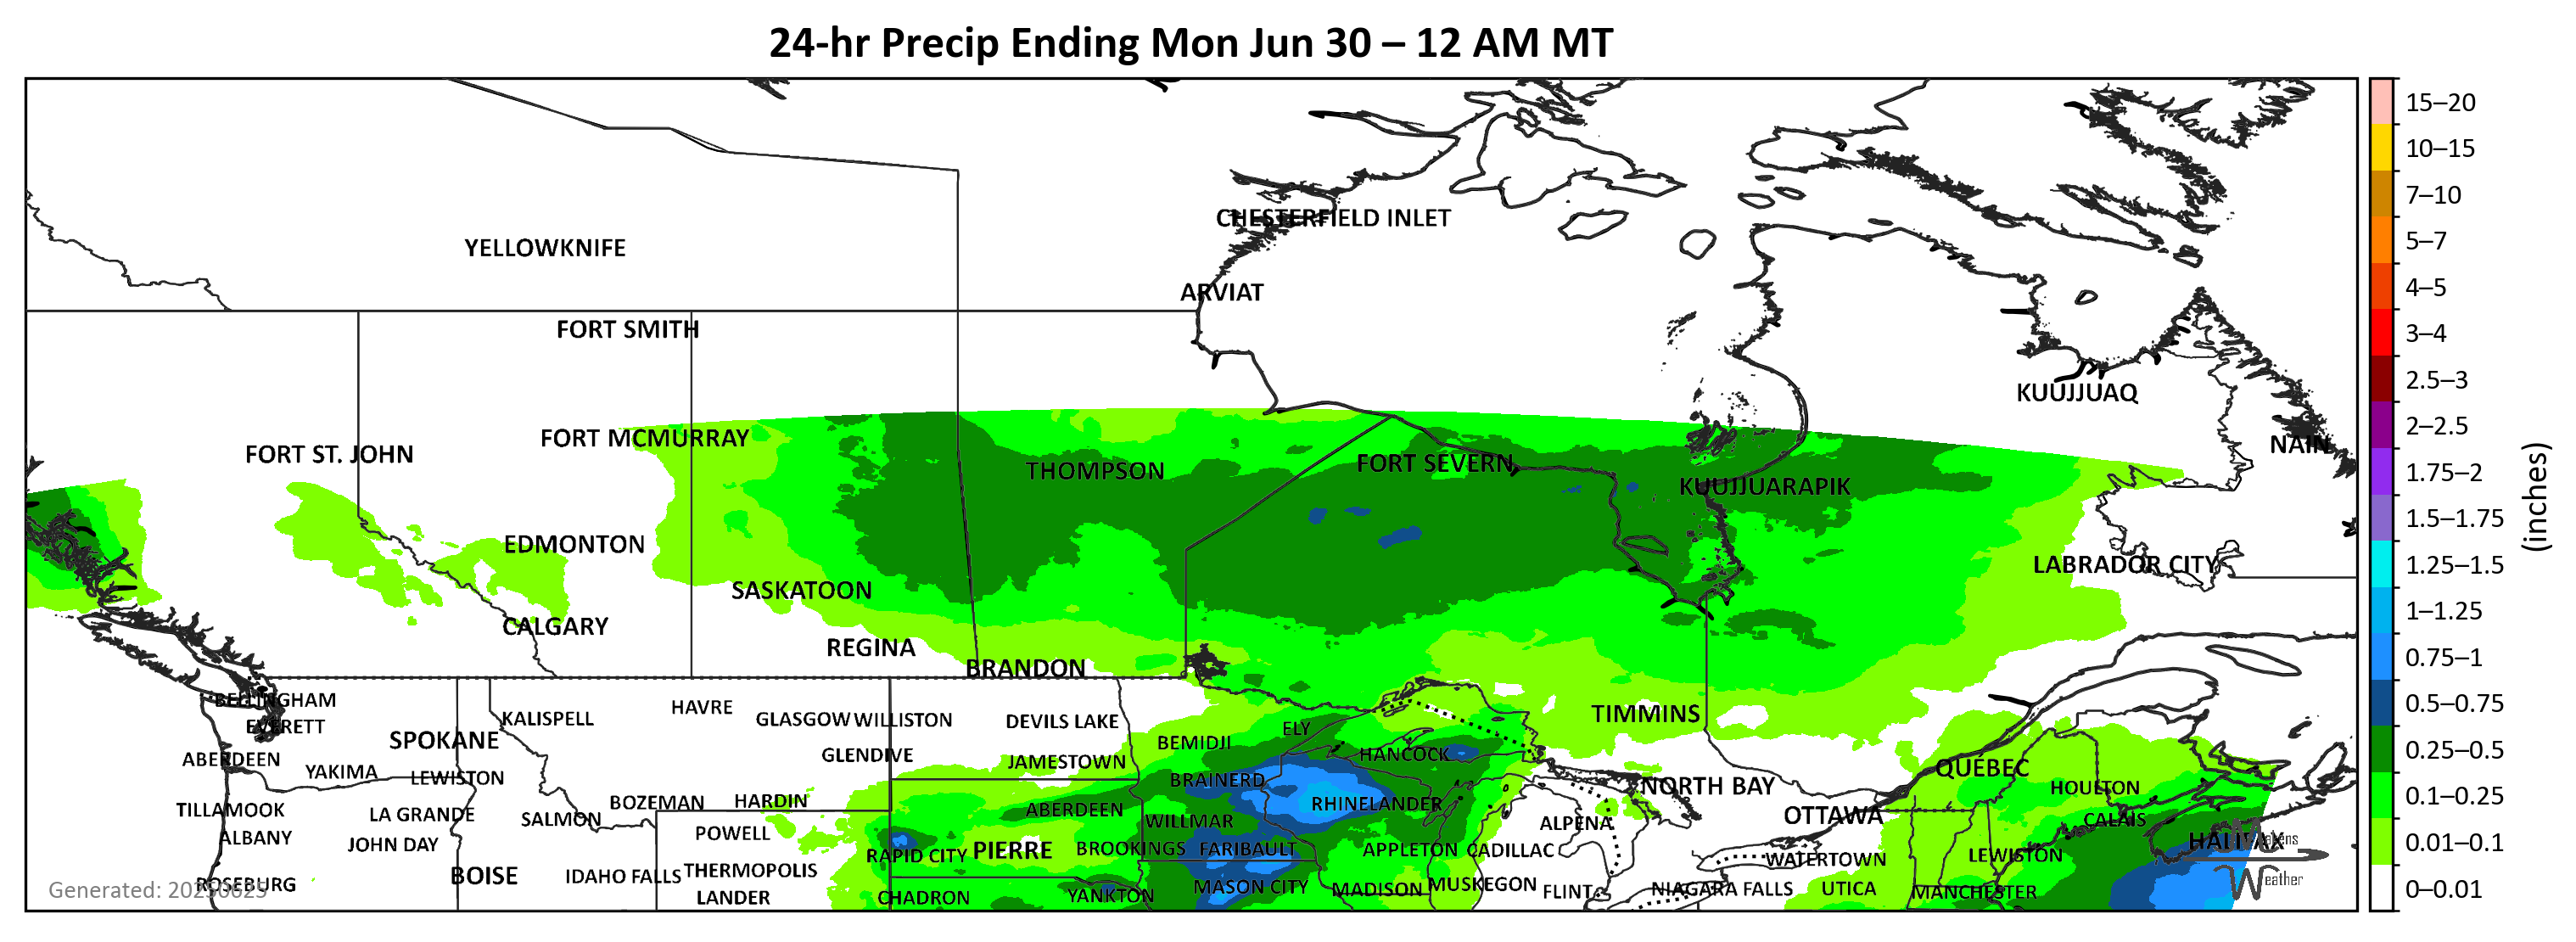 24-hr Precip Ending Mon Jun 30 – 12 AM MT
YELLOWKNIFE
CHESTERFIELD INLET
ARVIAT
FORT SMITH
KUUJJUAQ
NAIN
FORT ST. JOHN
FORT MCMURRAY
THOMPSON
FORT SEVERN
KUUJJUARAPIK
EDMONTON
SASKATOON
LABRADOR CITY
CALGARY
REGINA
BRANDON
BELLINGHAM
EVERETT
KALISPELL
HAVRE
GLASGOW
WILLISTON
DEVILS LAKE
TIMMINS
ELY
SPOKANE
BEMIDJI
GLENDIVE
JAMESTOWN
HANCOCK
ABERDEEN
YAKIMA
LEWISTON
BRAINERD
QUÉBEC
NORTH BAY
HOULTON
TILLAMOOK
LA GRANDE
SALMON
BOZEMAN
HARDIN
ABERDEEN
WILLMAR
RHINELANDER
ALPENA
OTTAWA
CALAIS
ALBANY
JOHN DAY
POWELL
RAPID CITY
PIERRE
BROOKINGS
FARIBAULT
APPLETON
CADILLAC
WATERTOWN
LEWISTON
HALIFAX
ROSEBURG
BOISE
IDAHO FALLS
THERMOPOLIS
LANDER
CHADRON
YANKTON
MASON CITY
MADISON
MUSKEGON
FLINT
NIAGARA FALLS
UTICA
MANCHESTER
Weather
Generated: 20250625
15–20
10–15
7–10
5–7
4–5
3–4
2.5–3
2–2.5
1.75–2
1.5–1.75
1.25–1.5
1–1.25
0.75–1
0.5–0.75
0.25–0.5
0.1–0.25
0.01–0.1
0–0.01
(inches)